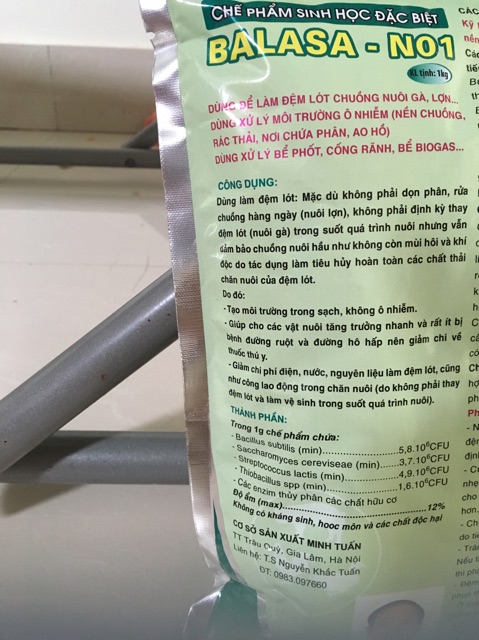 CHẾ PHẨM SINH HỌC ĐẶC BIỆT
BALASA - NO1
KL tịnh: 1kg
DÙNG ĐỂ LÀM ĐỆM LÓT CHUỒNG NUÔI GÀ, LỢN...
DÙNG XỬ LÝ MÔI TRƯỜNG Ô NHIỄM (NỀN CHUỒNG,
RÁC THẢI, NƠI CHỨA PHÂN, AO HỒ)
DÙNG XỬ LÝ BỂ PHỐT, CỐNG RÃNH, BỂ BIOGAS...
CÔNG DỤNG:
Dùng làm đệm lót: Mặc dù không phải dọn phân, rửa
chuồng hàng ngày (nuôi lợn), không phải định kỳ thay
đệm lót (nuôi gà) trong suốt quá trình nuôi nhưng vẫn
đảm bảo chuồng nuôi hầu như không còn mùi hôi và khí
độc do tác dụng làm tiêu hủy hoàn toàn các chất thải
chăn nuôi của đệm lót.
Do đó:
- Tạo môi trường trong sạch, không ô nhiễm.
- Giúp cho các vật nuôi tăng trưởng nhanh và rất ít bị
bệnh đường ruột và đường hô hấp nên giảm chi về
thuốc thú y.
- Giảm chi phí điện, nước, nguyên liệu làm đệm lót, cũng
như công lao động trong chăn nuôi (do không phải thay
đệm lót và làm vệ sinh trong suốt quá trình nuôi).
THÀNH PHẦN:
Trong 1g chế phẩm chứa:
- Bacillus subtilis (min)...................5,8.10⁶CFU
- Saccharomyces cereviseae (min)....3,7.10⁶CFU
- Streptococcus lactis (min)..............4,9.10⁶CFU
- Thiobacillus spp (min)...................1,6.10⁶CFU
- Các enzim thủy phân các chất hữu cơ
Độ ẩm (max)..........................................12%
Không có kháng sinh, hooc môn và các chất độc hại
CƠ SỞ SẢN XUẤT MINH TUẤN
TT Trâu Quỳ, Gia Lâm, Hà Nội
Liên hệ: T.S Nguyễn Khắc Tuấn
ĐT: 0983.097660